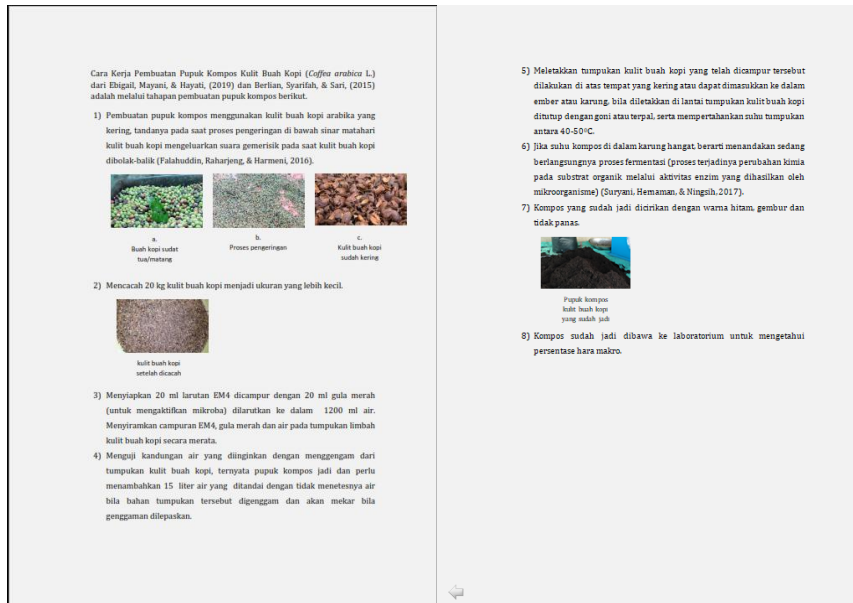 Cara Kerja Pembuatan Pupuk Kompos Kulit Buah Kopi (Coffea arabica L.)
dari Ebigail, Mayani, & Hayati, (2019) dan Berlian, Syarifah, & Sari, (2015)
adalah melalui tahapan pembuatan pupuk kompos berikut.
1) Pembuatan pupuk kompos menggunakan kulit buah kopi arabika yang
kering, tandanya pada saat proses pengeringan di bawah sinar matahari
kulit buah kopi mengeluarkan suara gemerisik pada saat kulit buah kopi
dibolak-balik (Falahuddin, Raharjeng, & Harmeni, 2016).
a.
Buah kopi sudat
tua/matang
b.
Proses pengeringan
c.
Kulit buah kopi
sudah kering
2) Mencacah 20 kg kulit buah kopi menjadi ukuran yang lebih kecil.
kulit buah kopi
setelah dicacah
3) Menyiapkan 20 ml larutan EM4 dicampur dengan 20 ml gula merah
(untuk mengaktifkan mikroba) dilarutkan ke dalam 1200 ml air.
Menyiramkan campuran EM4, gula merah dan air pada tumpukan limbah
kulit buah kopi secara merata.
4) Menguji kandungan air yang diinginkan dengan menggengam dari
tumpukan kulit buah kopi, ternyata pupuk kompos jadi dan perlu
menambahkan 15 liter air yang ditandai dengan tidak menetesnya air
bila bahan tumpukan tersebut digenggam dan akan mekar bila
genggaman dilepaskan.
5) Meletakkan tumpukan kulit buah kopi yang telah dicampur tersebut
dilakukan di atas tempat yang kering atau dapat dimasukkan ke dalam
ember atau karung, bila diletakkan di lantai tumpukan kulit buah kopi
ditutup dengan goni atau terpal, serta mempertahankan suhu tumpukan
antara 40-50°C.
6) Jika suhu kompos di dalam karung hangat, berarti menandakan sedang
berlangsungnya proses fermentasi (proses terjadinya perubahan kimia
pada substrat organik melalui aktivitas enzim yang dihasilkan oleh
mikroorganisme) (Suryani, Hernaman, & Ningsih, 2017).
7) Kompos yang sudah jadi dicirikan dengan warna hitam, gembur dan
tidak panas.
Pupuk kompos
kulit buah kopi
yang sudah jadi
8) Kompos sudah jadi dibawa ke laboratorium untuk mengetahui
persentase hara makro.